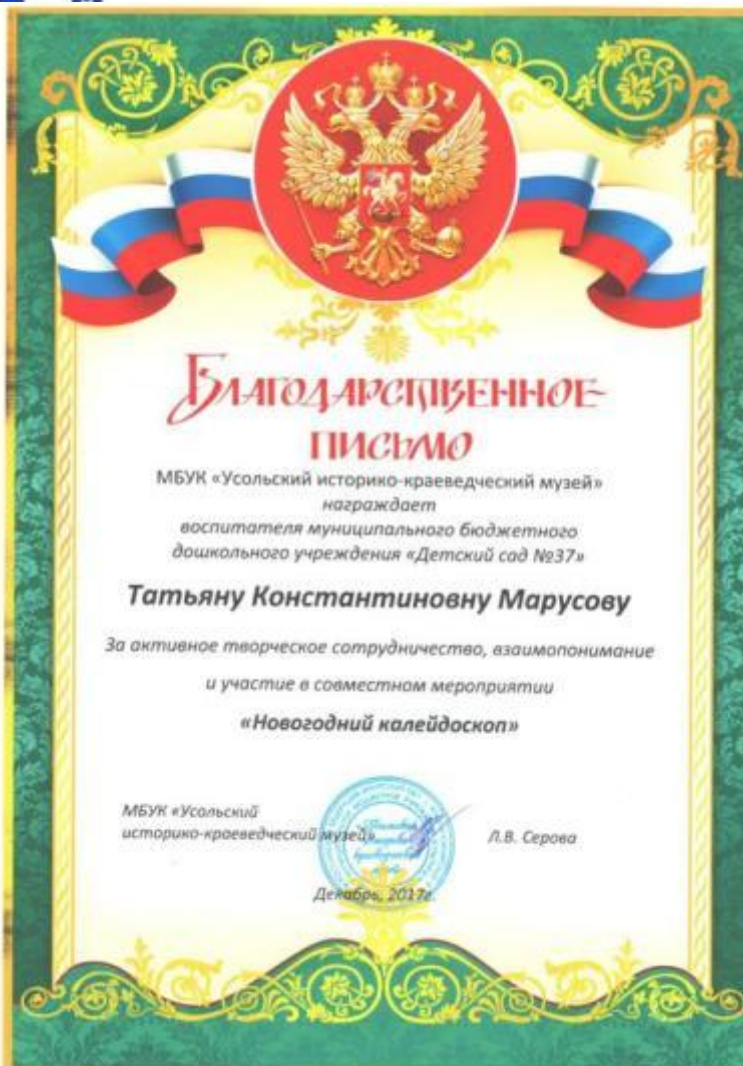 Благодарственное
письмо
МБУК «Усольский историко-краеведческий музей»
награждает
воспитателя муниципального бюджетного
дошкольного учреждения «Детский сад №37»
Татьяну Константиновну Марусову
За активное творческое сотрудничество, взаимопонимание
и участие в совместном мероприятии
«Новогодний калейдоскоп»
МБУК «Усольский
историко-краеведческий музей»
Л.В. Серова
Декабрь, 2017г.